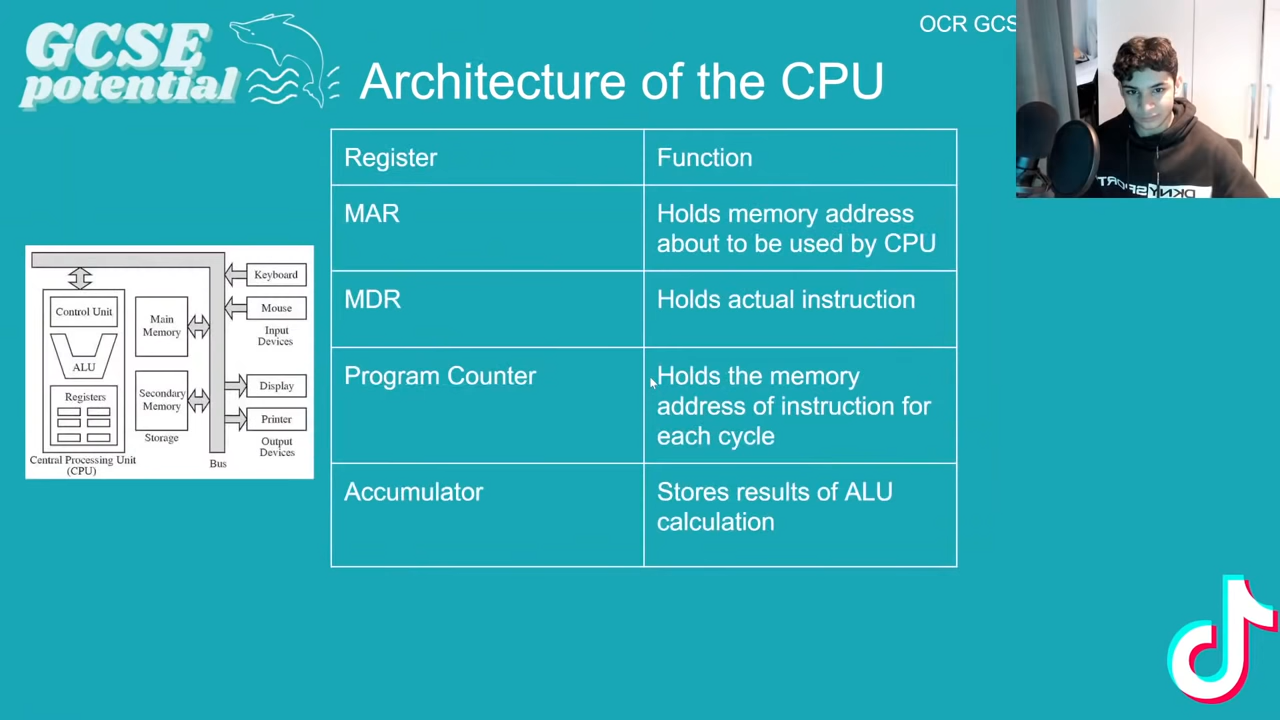 GCSE
potential
OCR GCS
Architecture of the CPU
Register
Function
MAR
Holds memory address
about to be used by CPU
MDR
Holds actual instruction
Program Counter
Holds the memory
address of instruction for
each cycle
Accumulator
Stores results of ALU
calculation
Control Unit
ALU
Registers
Central Processing Unit
(CPU)
Main
Memory
Secondary
Memory
Storage
Bus
Keyboard
Mouse
Input
Devices
Display
Printer
Output
Devices
DKNY SPORT